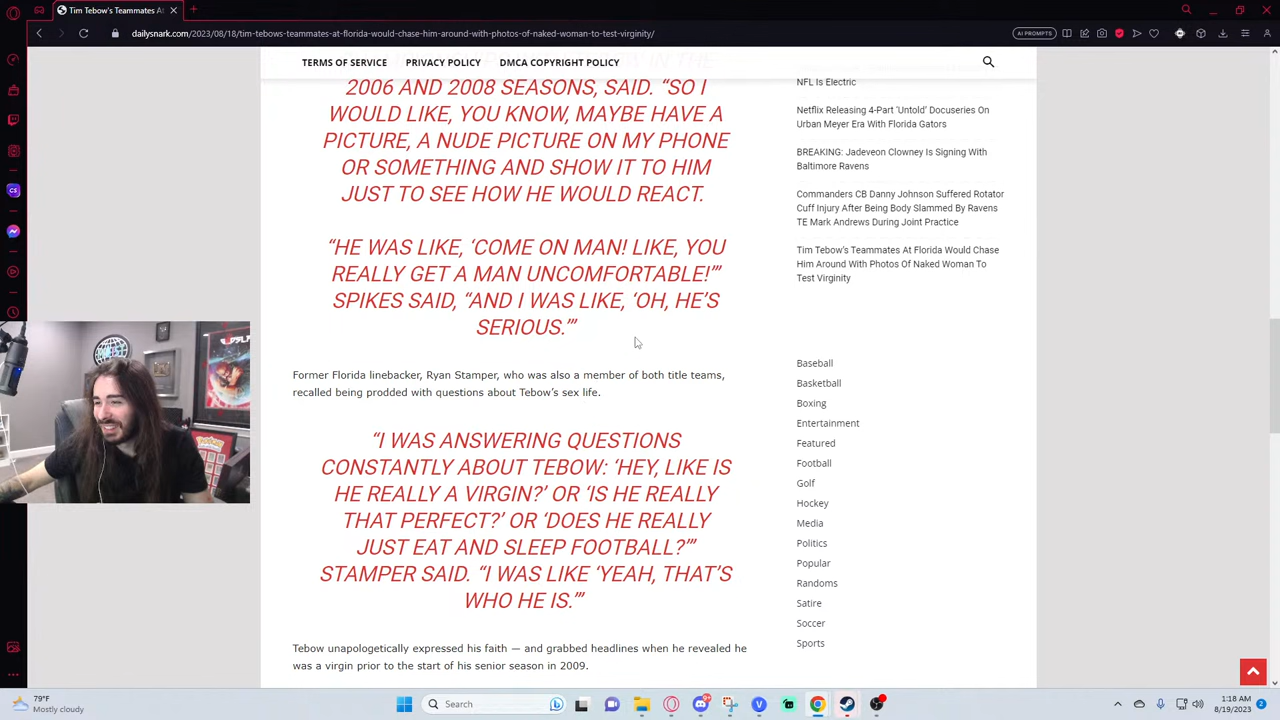 Tim Tebow's Teammates At
dailysnark.com/2023/08/18/tim-tebows-teammates-at-florida-would-chase-him-around-with-photos-of-naked-woman-to-test-virginity/
AI PROMPTS
TERMS OF SERVICE PRIVACY POLICY DMCA COPYRIGHT POLICY
2006 AND 2008 SEASONS, SAID. “SO I
WOULD LIKE, YOU KNOW, MAYBE HAVE A
PICTURE, A NUDE PICTURE ON MY PHONE
OR SOMETHING AND SHOW IT TO HIM
JUST TO SEE HOW HE WOULD REACT.
“HE WAS LIKE, ‘COME ON MAN! LIKE, YOU
REALLY GET A MAN UNCOMFORTABLE!’”
SPIKES SAID, “AND I WAS LIKE, ‘OH, HE’S
SERIOUS.’”
Former Florida linebacker, Ryan Stamper, who was also a member of both title teams,
recalled being prodded with questions about Tebow’s sex life.
“I WAS ANSWERING QUESTIONS
CONSTANTLY ABOUT TEBOW: ‘HEY, LIKE IS
HE REALLY A VIRGIN?’ OR ‘IS HE REALLY
THAT PERFECT?’ OR ‘DOES HE REALLY
JUST EAT AND SLEEP FOOTBALL?’”
STAMPER SAID. “I WAS LIKE ‘YEAH, THAT’S
WHO HE IS.’”
Tebow unapologetically expressed his faith — and grabbed headlines when he revealed he
was a virgin prior to the start of his senior season in 2009.
NFL Is Electric
Netflix Releasing 4-Part ‘Untold’ Docuseries On
Urban Meyer Era With Florida Gators
BREAKING: Jadeveon Clowney Is Signing With
Baltimore Ravens
Commanders CB Danny Johnson Suffered Rotator
Cuff Injury After Being Body Slammed By Ravens
TE Mark Andrews During Joint Practice
Tim Tebow’s Teammates At Florida Would Chase
Him Around With Photos Of Naked Woman To
Test Virginity
Baseball
Basketball
Boxing
Entertainment
Featured
Football
Golf
Hockey
Media
Politics
Popular
Randoms
Satire
Soccer
Sports
CS
79°F
Mostly cloudy
Search
9+
1:18 AM
8/19/2023
2